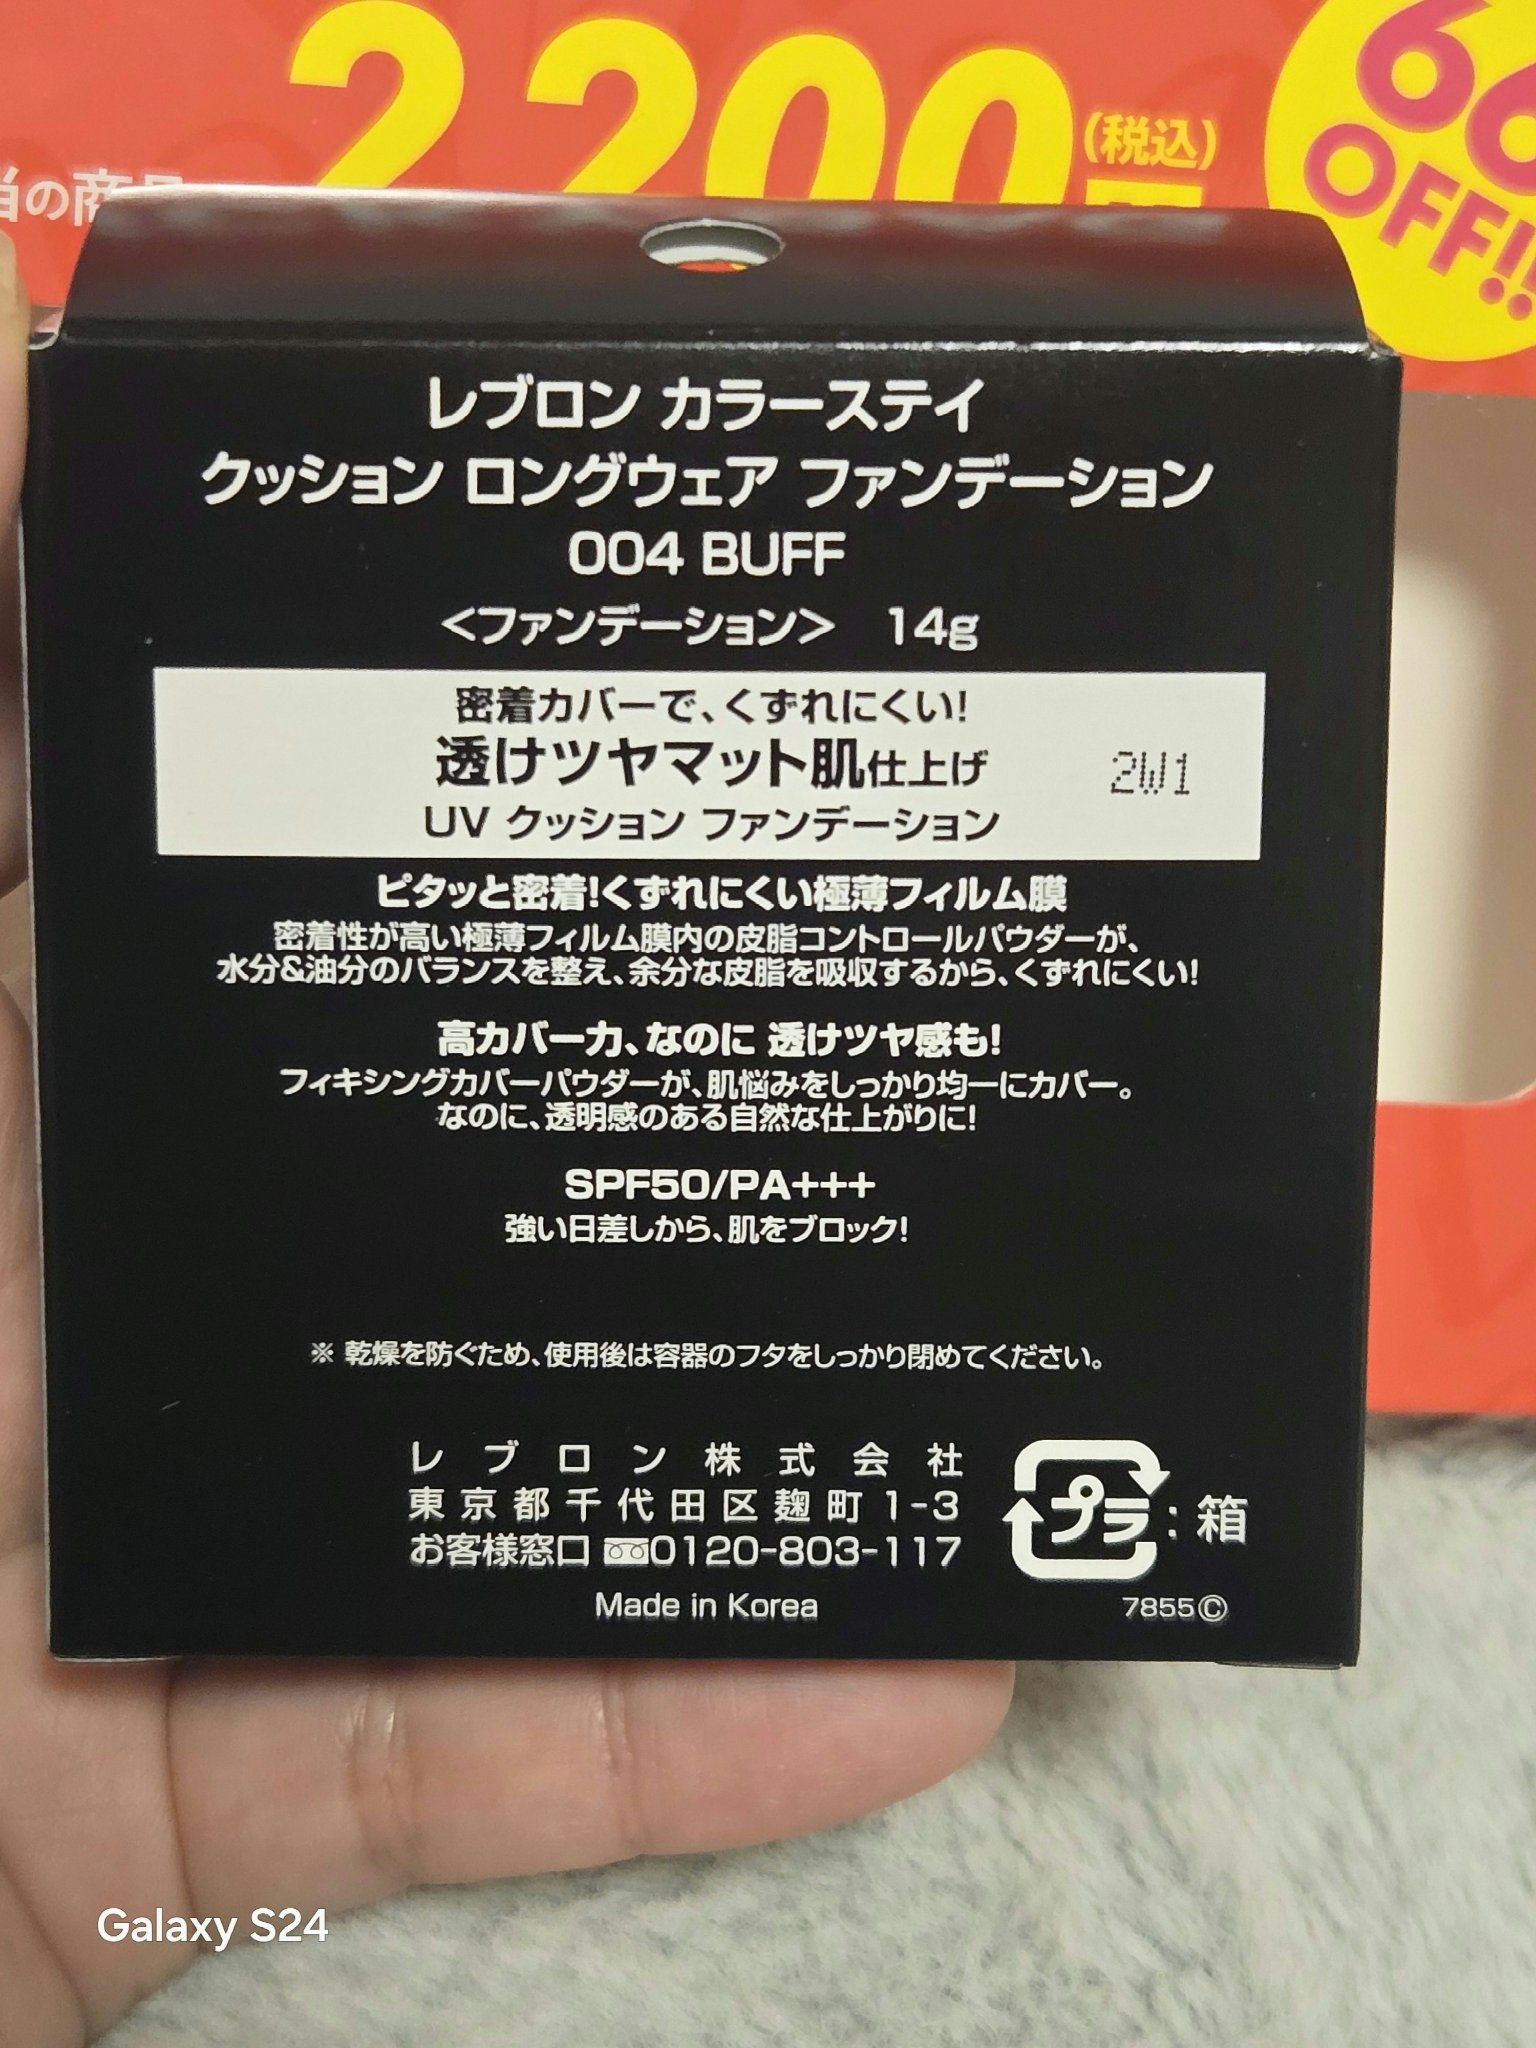 2,200
(税込)
の商品
66
OFF!!
レブロン カラーステイ
クッション ロングウェア ファンデーション
004 BUFF
<ファンデーション> 14g
密着カバーで、くずれにくい!
透けツヤマット肌仕上げ
2W1
UV クッション ファンデーション
ピタッと密着!くずれにくい極薄フィルム膜
密着性が高い極薄フィルム膜内の皮脂コントロールパウダーが、
水分&油分のバランスを整え、余分な皮脂を吸収するから、くずれにくい!
高カバー力、なのに 透けツヤ感も!
フィキシングカバーパウダーが、肌悩みをしっかり均一にカバー。
なのに、透明感のある自然な仕上がりに!
SPF50/PA+++
強い日差しから、肌をブロック!
※ 乾燥を防ぐため、使用後は容器のフタをしっかり閉めてください。
レブロン株式会社
東京都千代田区麹町1-3
お客様窓口 0120-803-117
プラ : 箱
Made in Korea
7855Ⓒ
Galaxy S24